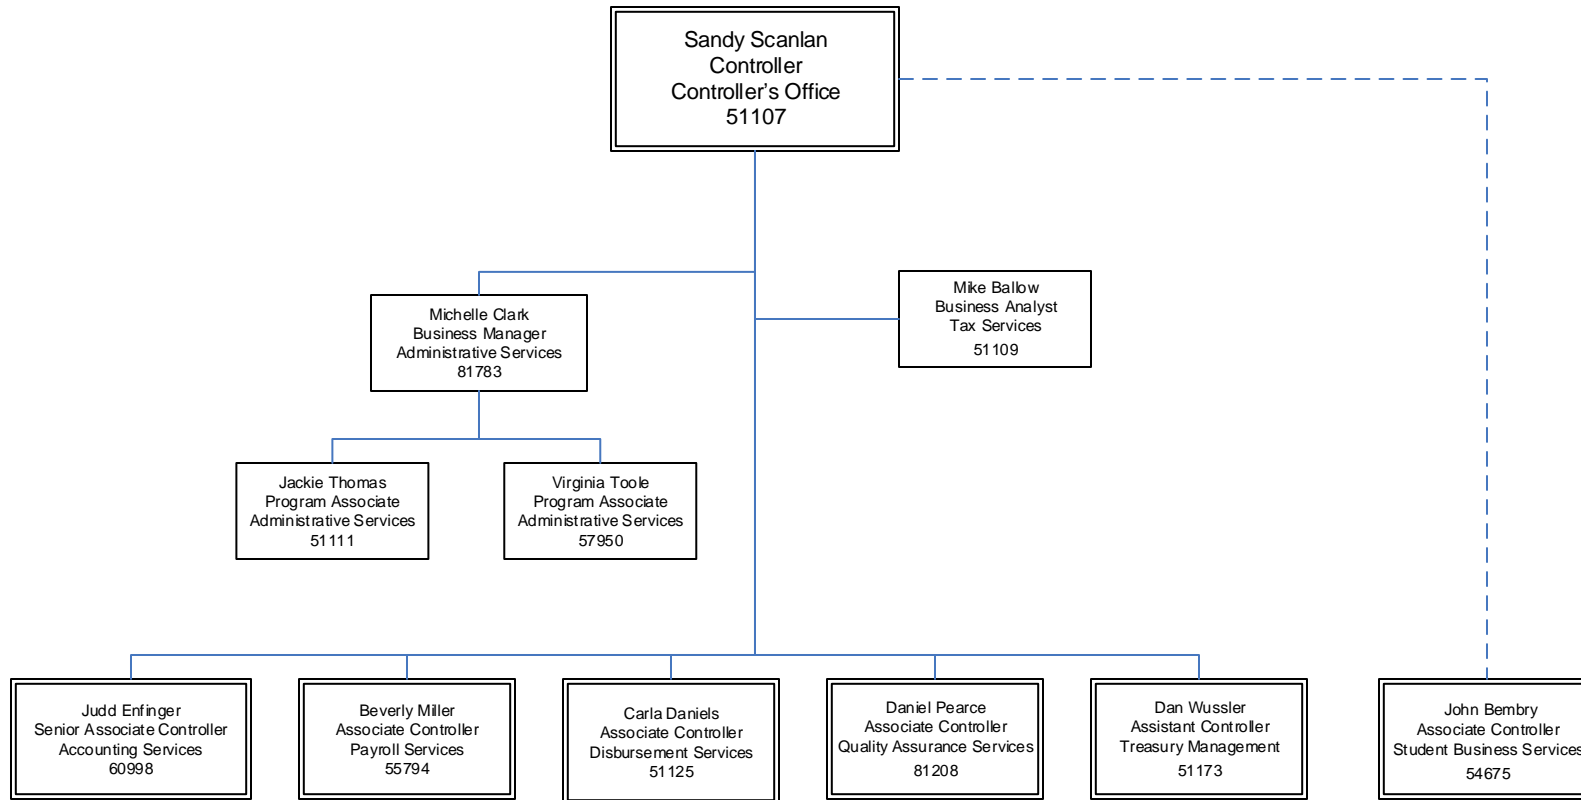 Sandy Scanlan
Controller
Controller's Office
51107
Michelle Clark
Business Manager
Administrative Services
81783
Mike Ballow
Business Analyst
Tax Services
51109
Jackie Thomas
Program Associate
Administrative Services
51111
Virginia Toole
Program Associate
Administrative Services
57950
Judd Enfinger
Senior Associate Controller
Accounting Services
60998
Beverly Miller
Associate Controller
Payroll Services
55794
Carla Daniels
Associate Controller
Disbursement Services
51125
Daniel Pearce
Associate Controller
Quality Assurance Services
81208
Dan Wussler
Assistant Controller
Treasury Management
51173
John Bembry
Associate Controller
Student Business Services
54675